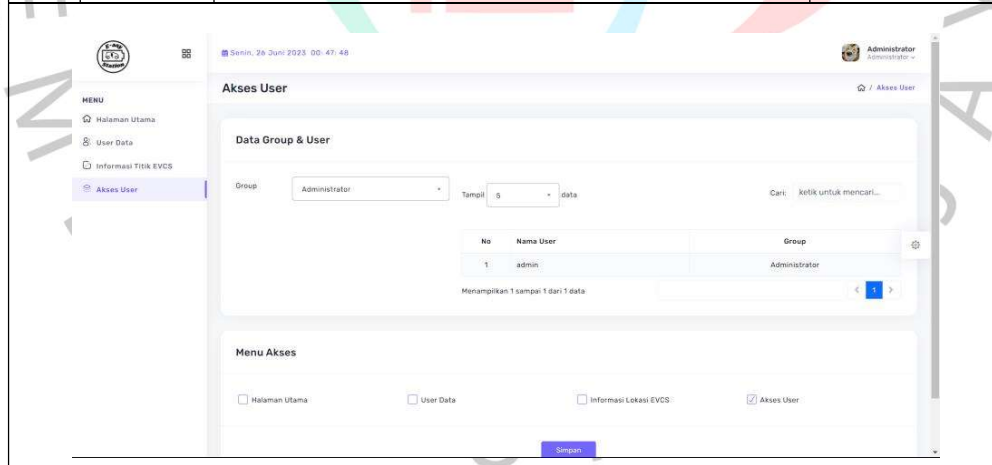 E-any
Station
Senin, 26 Juni 2023 00: 47: 48
Administrator
Administrator
Akses User
/ Akses User
MENU
Halaman Utama
User Data
Informasi Titik EVCS
Akses User
Data Group & User
Group
Administrator
Tampil 5 data
Cari: ketik untuk mencari...
No Nama User Group
1 admin Administrator
Menampilkan 1 sampai 1 dari 1 data
< 1 >
Menu Akses
Halaman Utama User Data Informasi Lokasi EVCS Akses User
Simpan